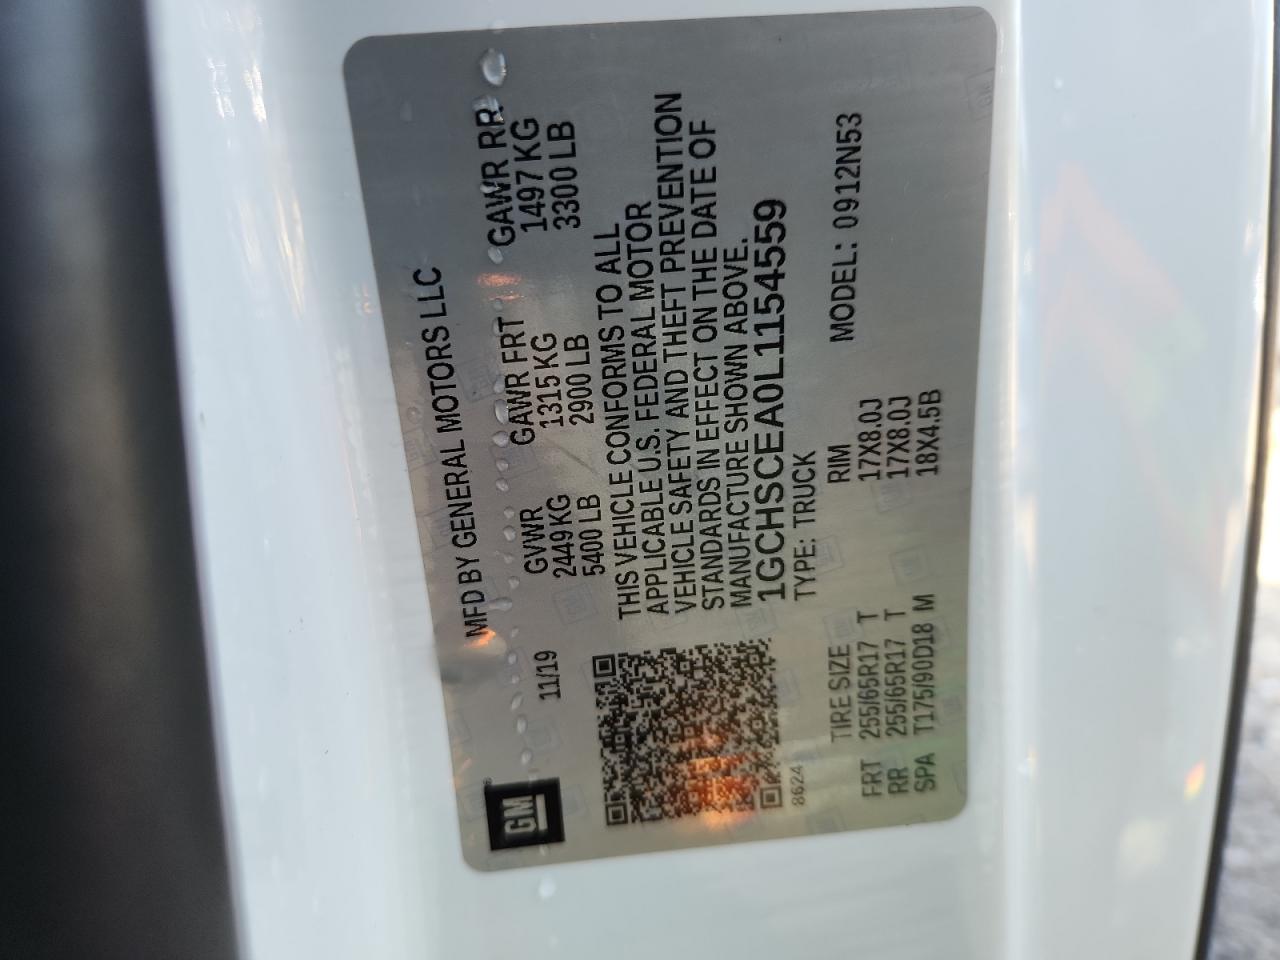 GM
MFD BY GENERAL MOTORS LLC
11/19
GVWR GAWR FRT GAWR RR
2449 KG 1315 KG 1497 KG
5400 LB 2900 LB 3300 LB
THIS VEHICLE CONFORMS TO ALL
APPLICABLE U.S. FEDERAL MOTOR
VEHICLE SAFETY AND THEFT PREVENTION
STANDARDS IN EFFECT ON THE DATE OF
MANUFACTURE SHOWN ABOVE.
1GCHSCEA0L1154559
TYPE: TRUCK
8624
MODEL: 0912N53
TIRE SIZE RIM
FRT 255/65R17 T 17X8.0J
RR 255/65R17 T 17X8.0J
SPA T175/90D18 M 18X4.5B